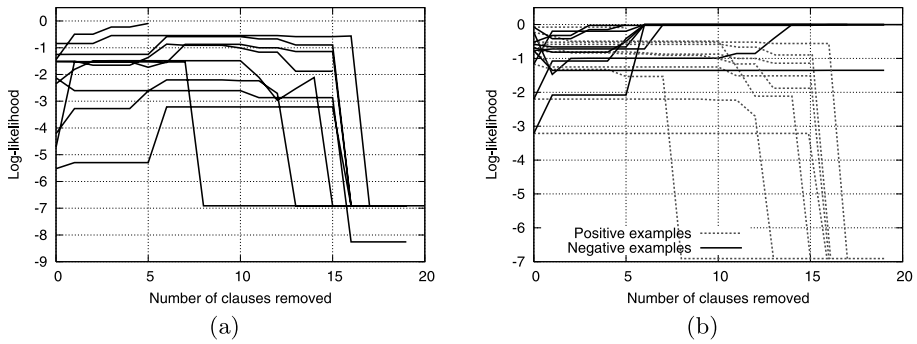 0
-1
-2
-3
-4
-5
-6
-7
-8
-9
Log-likelihood
0 5 10 15 20
Number of clauses removed
(a)
0
-1
-2
-3
-4
-5
-6
-7
Log-likelihood
Positive examples
Negative examples
0 5 10 15 20
Number of clauses removed
(b)